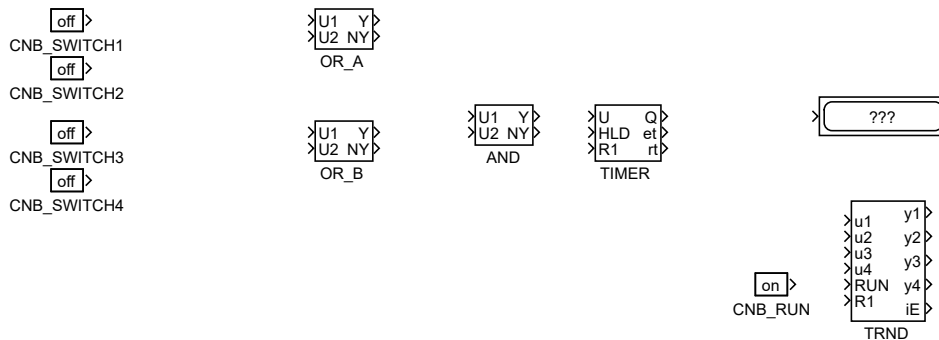 off
CNB_SWITCH1
off
CNB_SWITCH2
off
CNB_SWITCH3
off
CNB_SWITCH4
U1 Y
U2 NY
OR_A
U1 Y
U2 NY
OR_B
U1 Y
U2 NY
AND
U Q
HLD et
R1 rt
TIMER
???
on
CNB_RUN
u1 y1
u2 y2
u3 y3
u4 y4
RUN
R1 iE
TRND